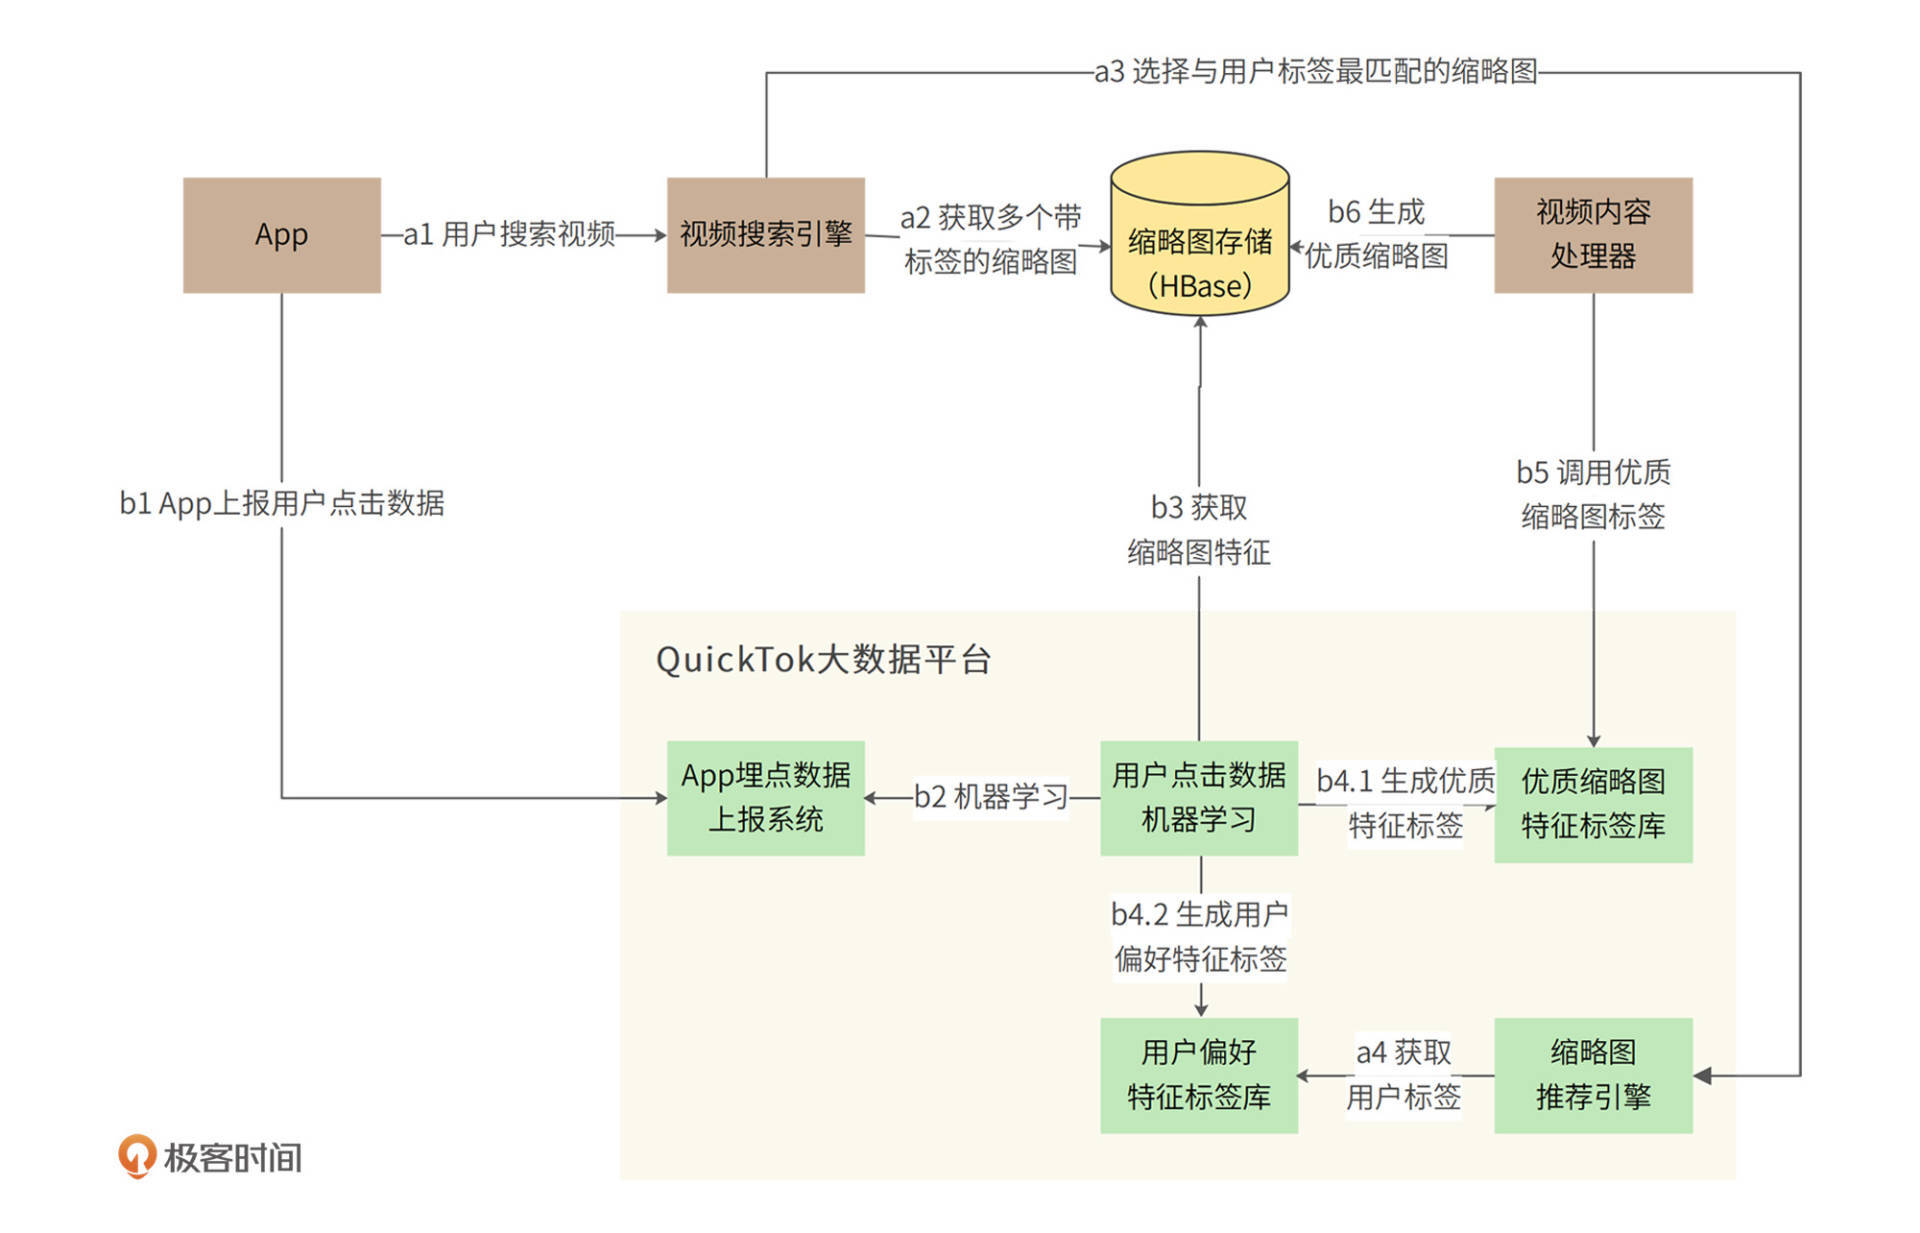 a3 选择与用户标签最匹配的缩略图
App
a1 用户搜索视频
视频搜索引擎
a2 获取多个带
标签的缩略图
缩略图存储
（HBase）
b6 生成
优质缩略图
视频内容
处理器
b1 App上报用户点击数据
b3 获取
缩略图特征
b5 调用优质
缩略图标签
QuickTok大数据平台
App埋点数据
上报系统
b2 机器学习
用户点击数据
机器学习
b4.1 生成优质
特征标签
优质缩略图
特征标签库
b4.2 生成用户
偏好特征标签
用户偏好
特征标签库
a4 获取
用户标签
缩略图
推荐引擎
极客时间